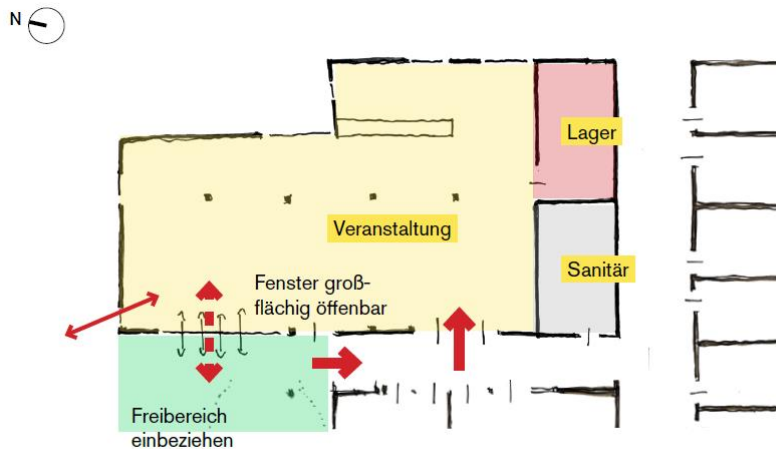 N
Lager
Veranstaltung
Sanitär
Fenster groß-
flächig öffenbar
Freibereich
einbeziehen